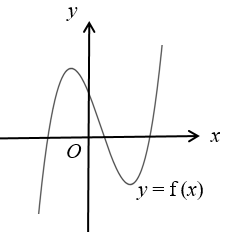 y
x
O
y = f (x)